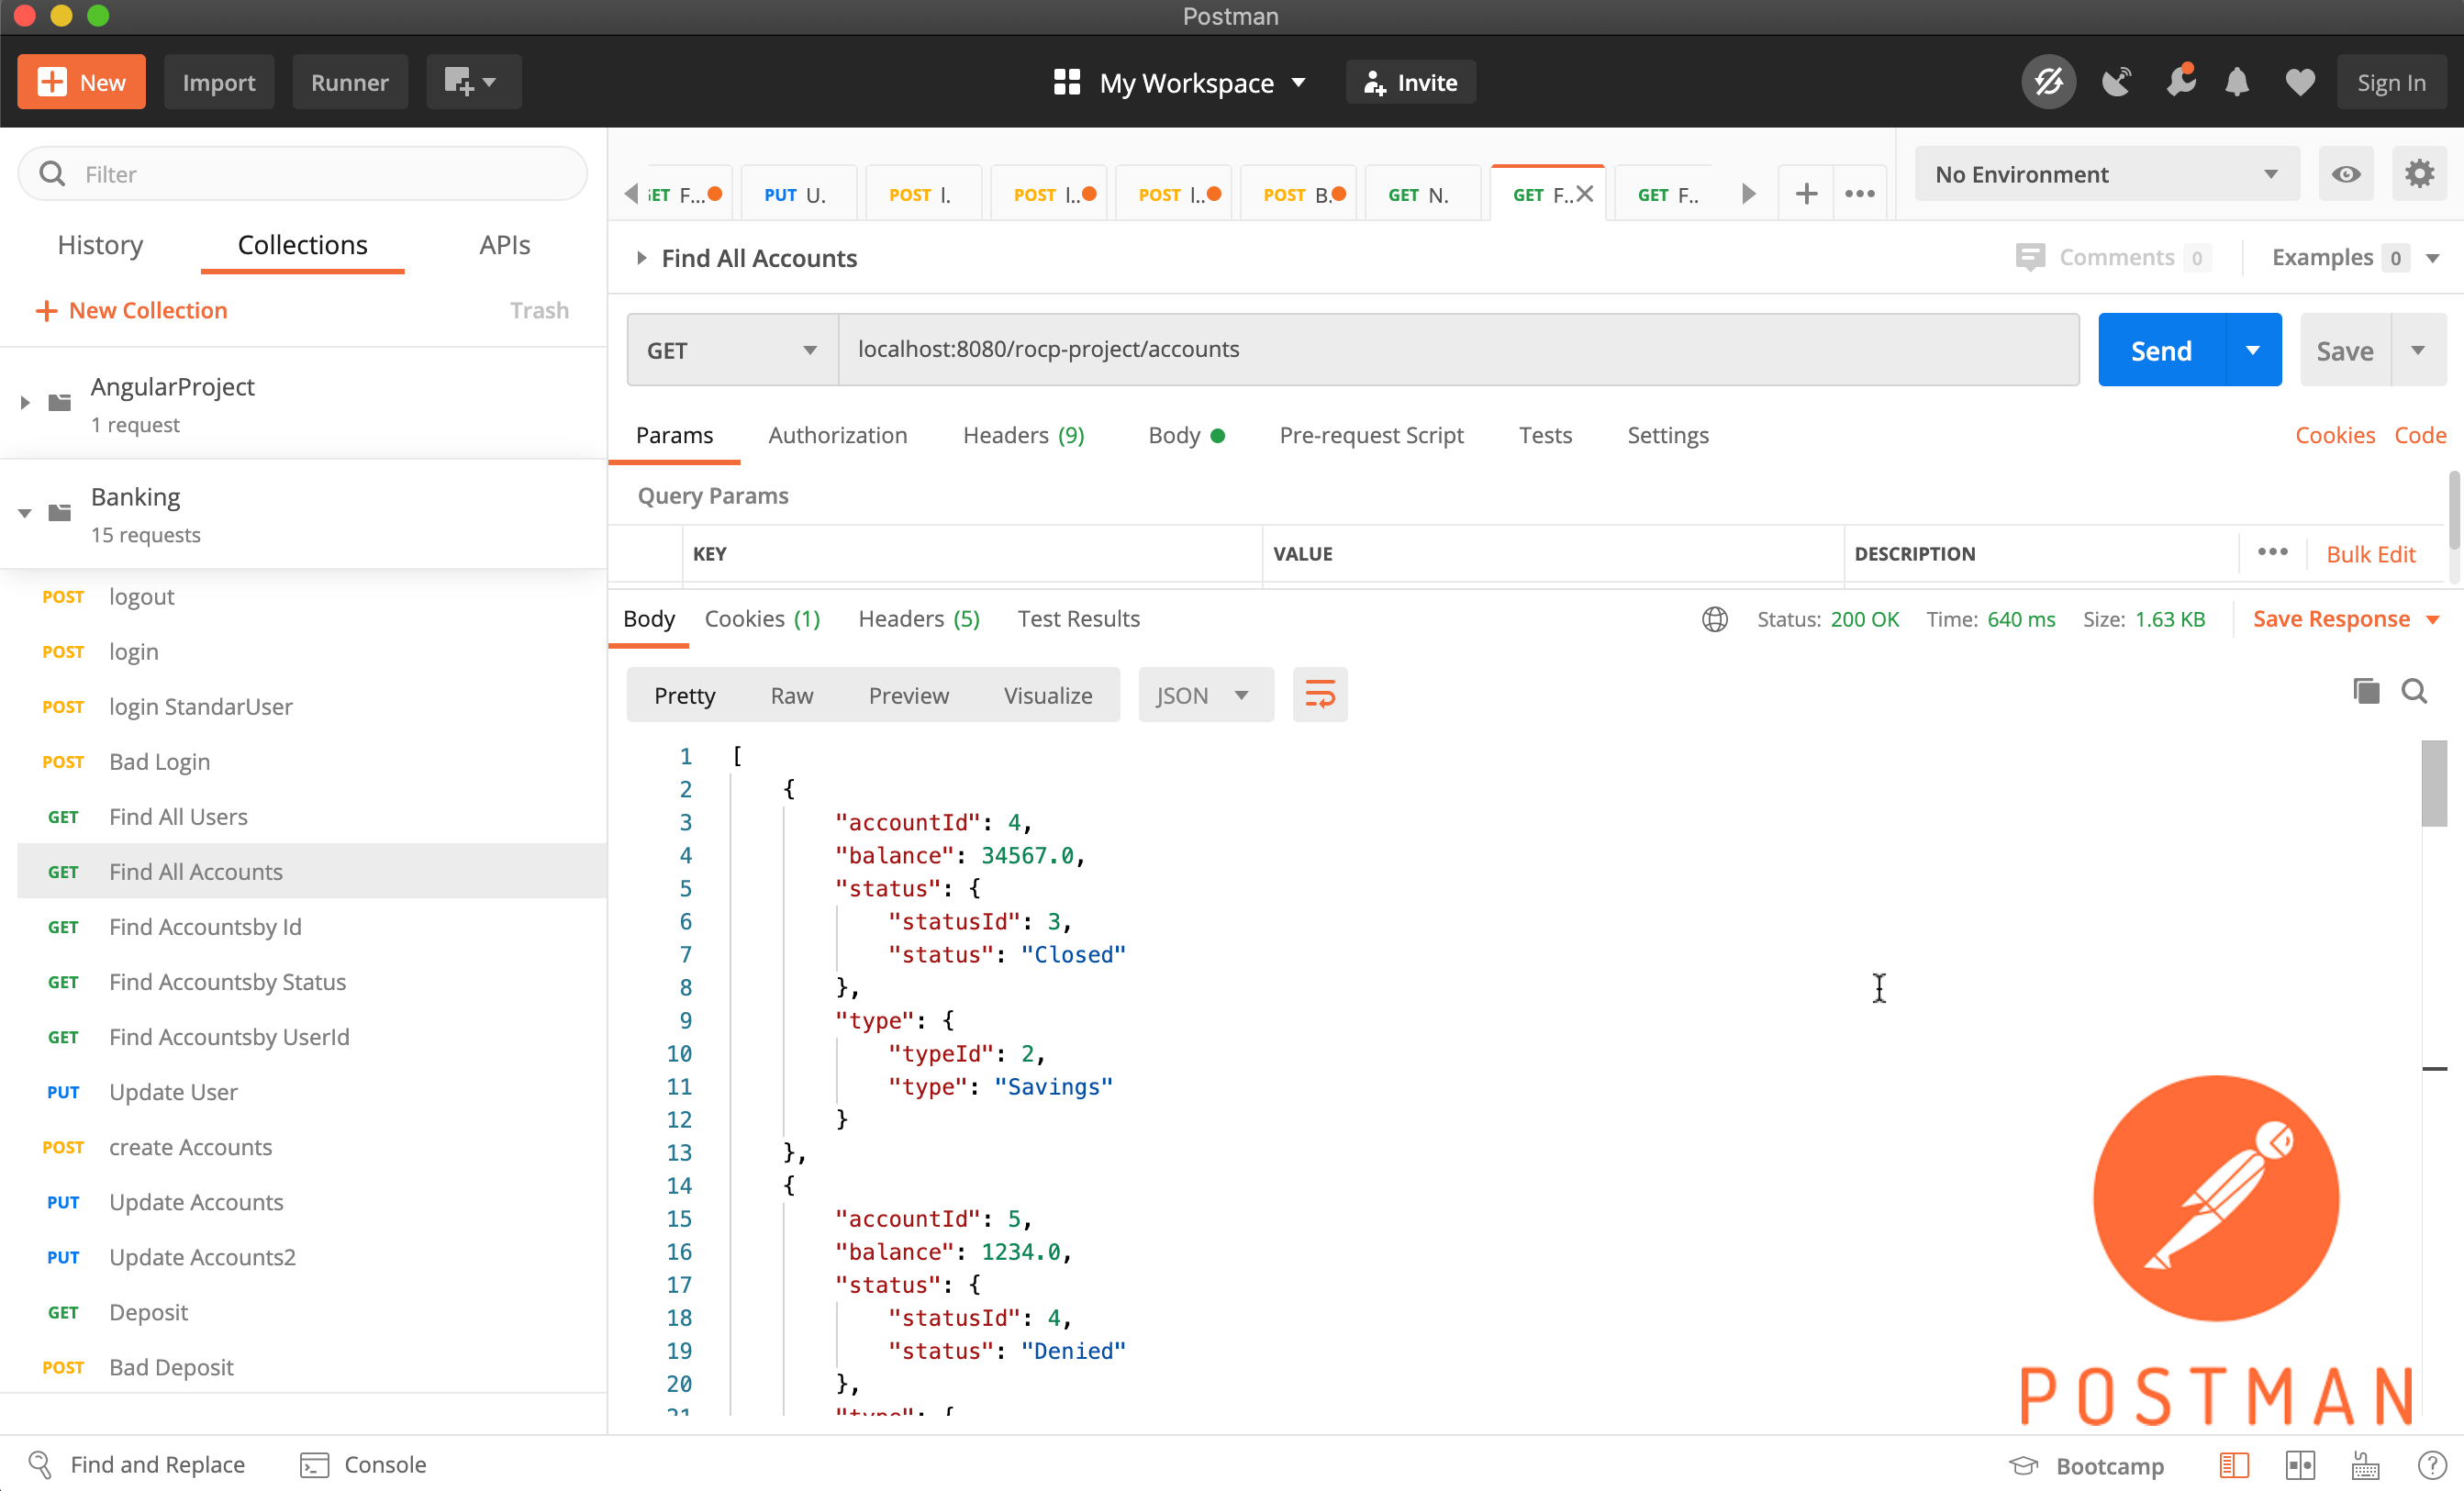 Postman
New Import Runner My Workspace Invite Sign In
Filter
History Collections APIs
New Collection Trash
AngularProject
1 request
Banking
15 requests
POST logout
POST login
POST login StandarUser
POST Bad Login
GET Find All Users
GET Find All Accounts
GET Find Accountsby Id
GET Find Accountsby Status
GET Find Accountsby UserId
PUT Update User
POST create Accounts
PUT Update Accounts
PUT Update Accounts2
GET Deposit
POST Bad Deposit
F... PUT U. POST l. POST l.. POST l.. POST B. GET N. GET F.. GET F..
No Environment
Find All Accounts
Comments 0 Examples 0
GET localhost:8080/rocp-project/accounts Send Save
Params Authorization Headers (9) Body Pre-request Script Tests Settings Cookies Code
Query Params
KEY VALUE DESCRIPTION Bulk Edit
Body Cookies (1) Headers (5) Test Results Status: 200 OK Time: 640 ms Size: 1.63 KB Save Response
Pretty Raw Preview Visualize JSON
1 [
2 {
3 "accountId": 4,
4 "balance": 34567.0,
5 "status": {
6 "statusId": 3,
7 "status": "Closed"
8 },
9 "type": {
10 "typeId": 2,
11 "type": "Savings"
12 }
13 },
14 {
15 "accountId": 5,
16 "balance": 1234.0,
17 "status": {
18 "statusId": 4,
19 "status": "Denied"
20 },
21 "type": {
POSTMAN
Find and Replace Console Bootcamp